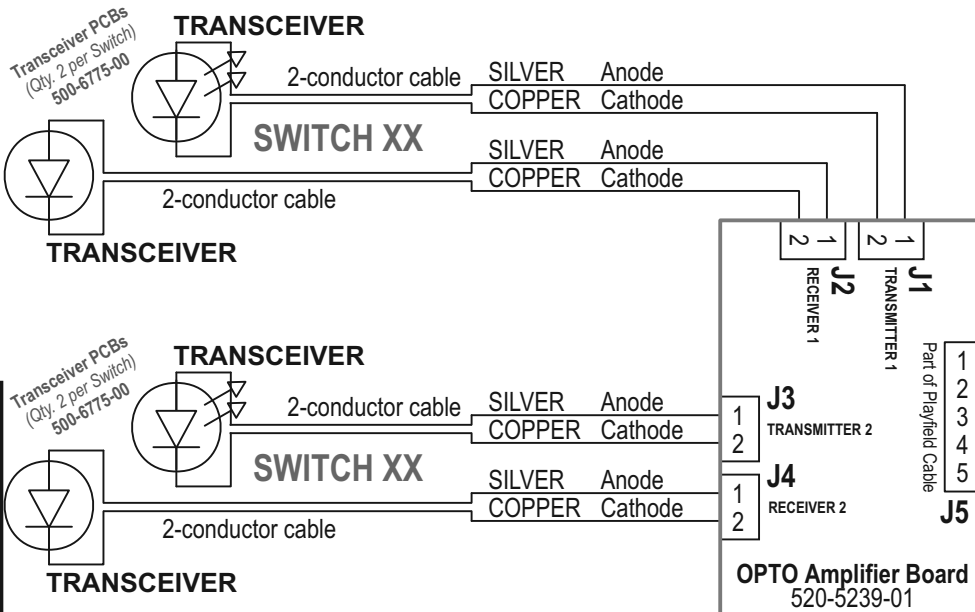 Transceiver PCBs
(Qty. 2 per Switch)
500-6775-00
TRANSCEIVER
2-conductor cable
SILVER Anode
COPPER Cathode
SWITCH XX
SILVER Anode
COPPER Cathode
2-conductor cable
TRANSCEIVER
2 1
J2
RECEIVER 1
2 1
J1
TRANSMITTER 1
Transceiver PCBs
(Qty. 2 per Switch)
500-6775-00
TRANSCEIVER
2-conductor cable
SILVER Anode
COPPER Cathode
SWITCH XX
SILVER Anode
COPPER Cathode
2-conductor cable
TRANSCEIVER
1
2
J3
TRANSMITTER 2
1
2
J4
RECEIVER 2
Part of Playfield Cable
1
2
3
4
5
J5
OPTO Amplifier Board
520-5239-01